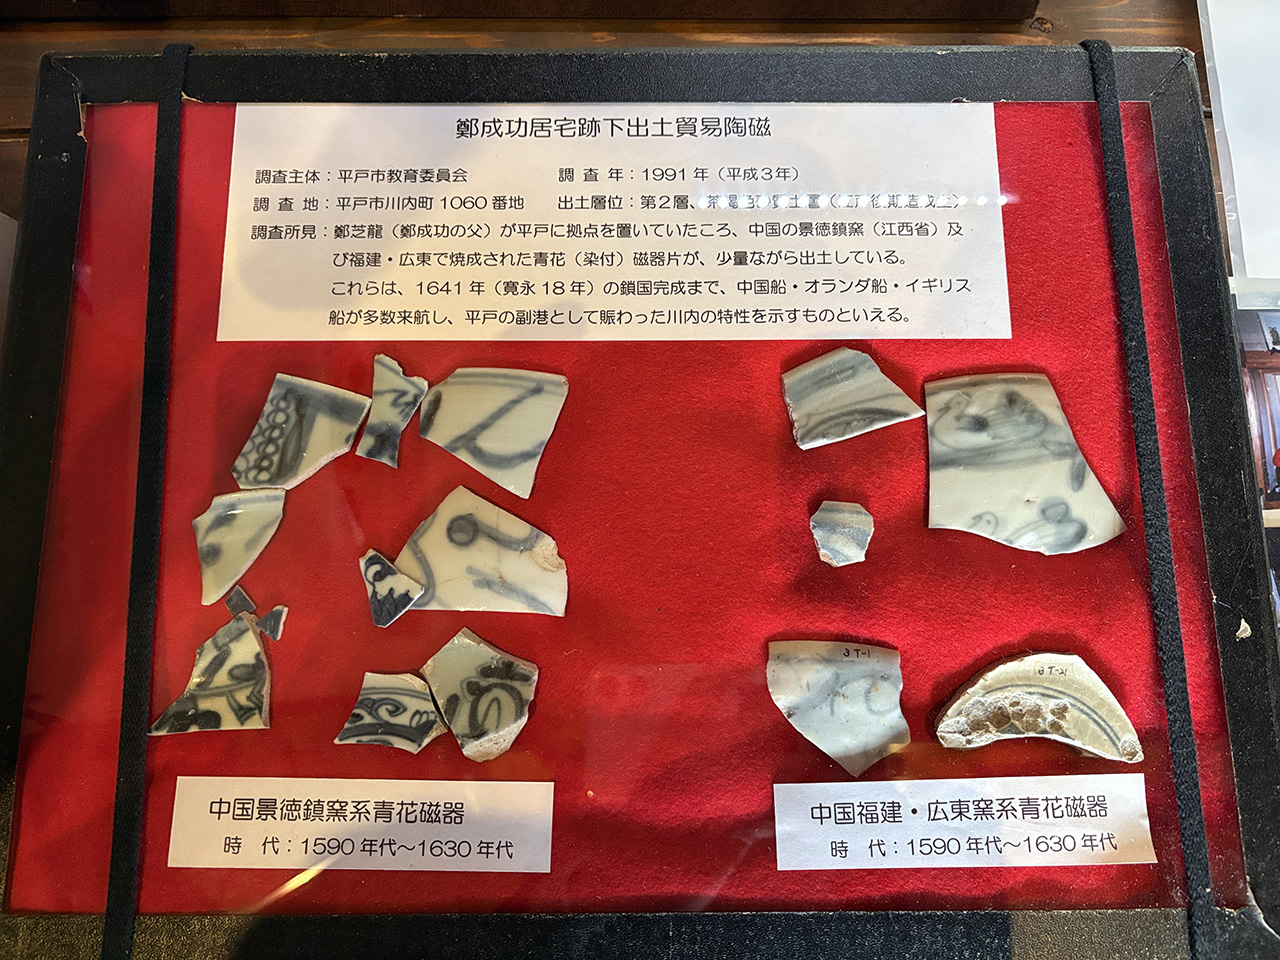 鄭成功居宅跡下出土貿易陶磁
調査主体：平戸市教育委員会　調 査 年：1991年（平成3年）
調 査 地：平戸市川内町1060番地　出土層位：第2層、
調査所見：鄭芝龍（鄭成功の父）が平戸に拠点を置いていたころ、中国の景徳鎮窯（江西省）及
び福建・広東で焼成された青花（染付）磁器片が、少量ながら出土している。
これらは、1641年（寛永18年）の鎖国完成まで、中国船・オランダ船・イギリス
船が多数来航し、平戸の副港として賑わった川内の特性を示すものといえる。
中国景徳鎮窯系青花磁器
時　代：1590年代〜1630年代
中国福建・広東窯系青花磁器
時　代：1590年代〜1630年代